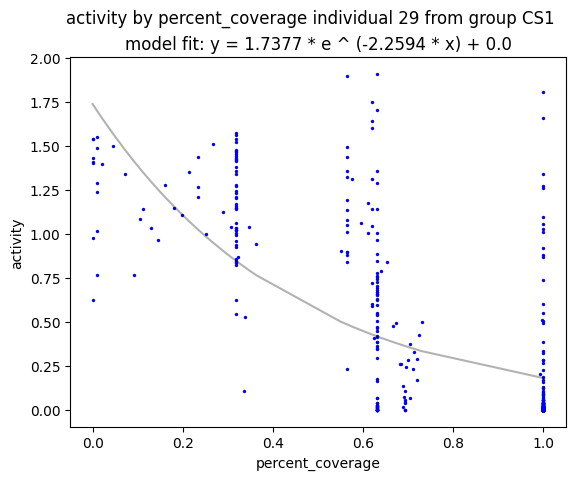 activity by percent_coverage individual 29 from group CS1
model fit: y = 1.7377 * e ^ (-2.2594 * x) + 0.0
2.00
1.75
1.50
1.25
1.00
0.75
0.50
0.25
0.00
activity
0.0 0.2 0.4 0.6 0.8 1.0
percent_coverage